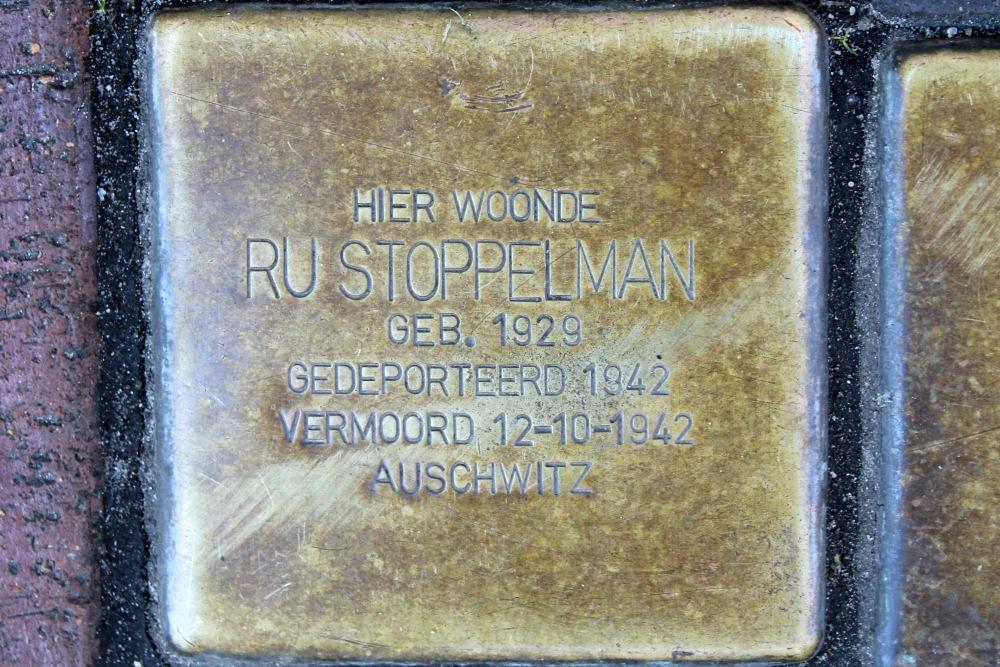 HIER WOONDE
RU STOPPELMAN
GEB. 1929
GEDEPORTEERD 1942
VERMOORD 12-10-1942
AUSCHWITZ